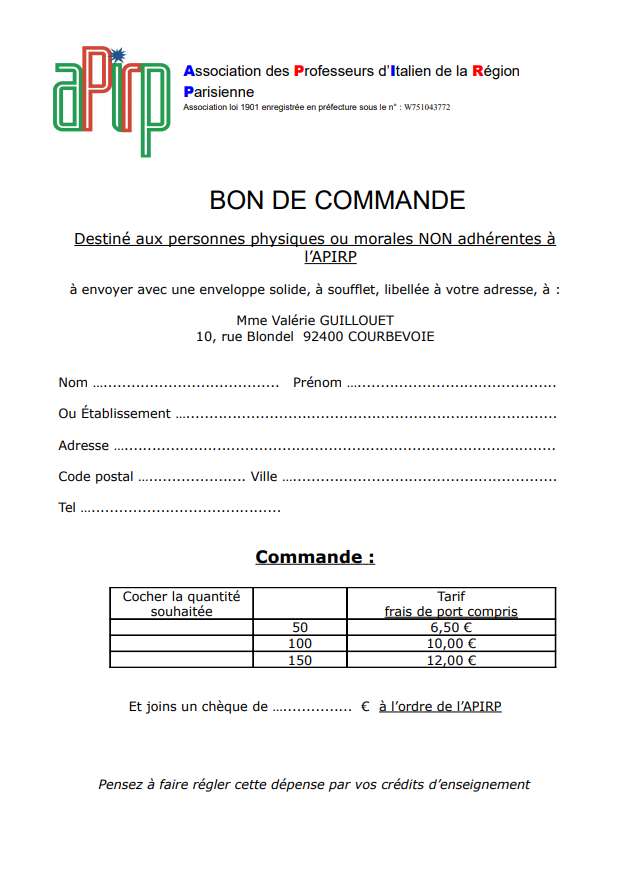 aPirp
Association des Professeurs d'Italien de la Région
Parisienne
Association loi 1901 enregistrée en préfecture sous le n° : W751043772
BON DE COMMANDE
Destiné aux personnes physiques ou morales NON adhérentes à
l'APIRP
à envoyer avec une enveloppe solide, à soufflet, libellée à votre adresse, à :
Mme Valérie GUILLOUET
10, rue Blondel 92400 COURBEVOIE
Nom …...................................... Prénom …..........................................
Ou Établissement …...............................................................................
Adresse ….............................................................................................
Code postal ….................... Ville ….........................................................
Tel ….........................................
Commande :
Cocher la quantité
souhaitée
Tarif
frais de port compris
50 6,50 €
100 10,00 €
150 12,00 €
Et joins un chèque de …............... € à l'ordre de l'APIRP
Pensez à faire régler cette dépense par vos crédits d'enseignement